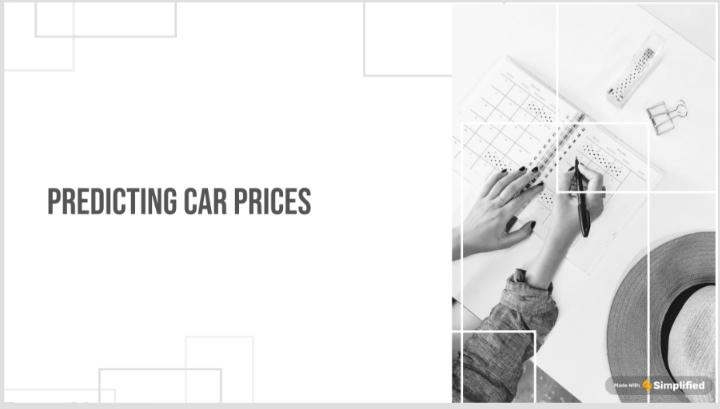 PREDICTING CAR PRICES
Made With Simplified